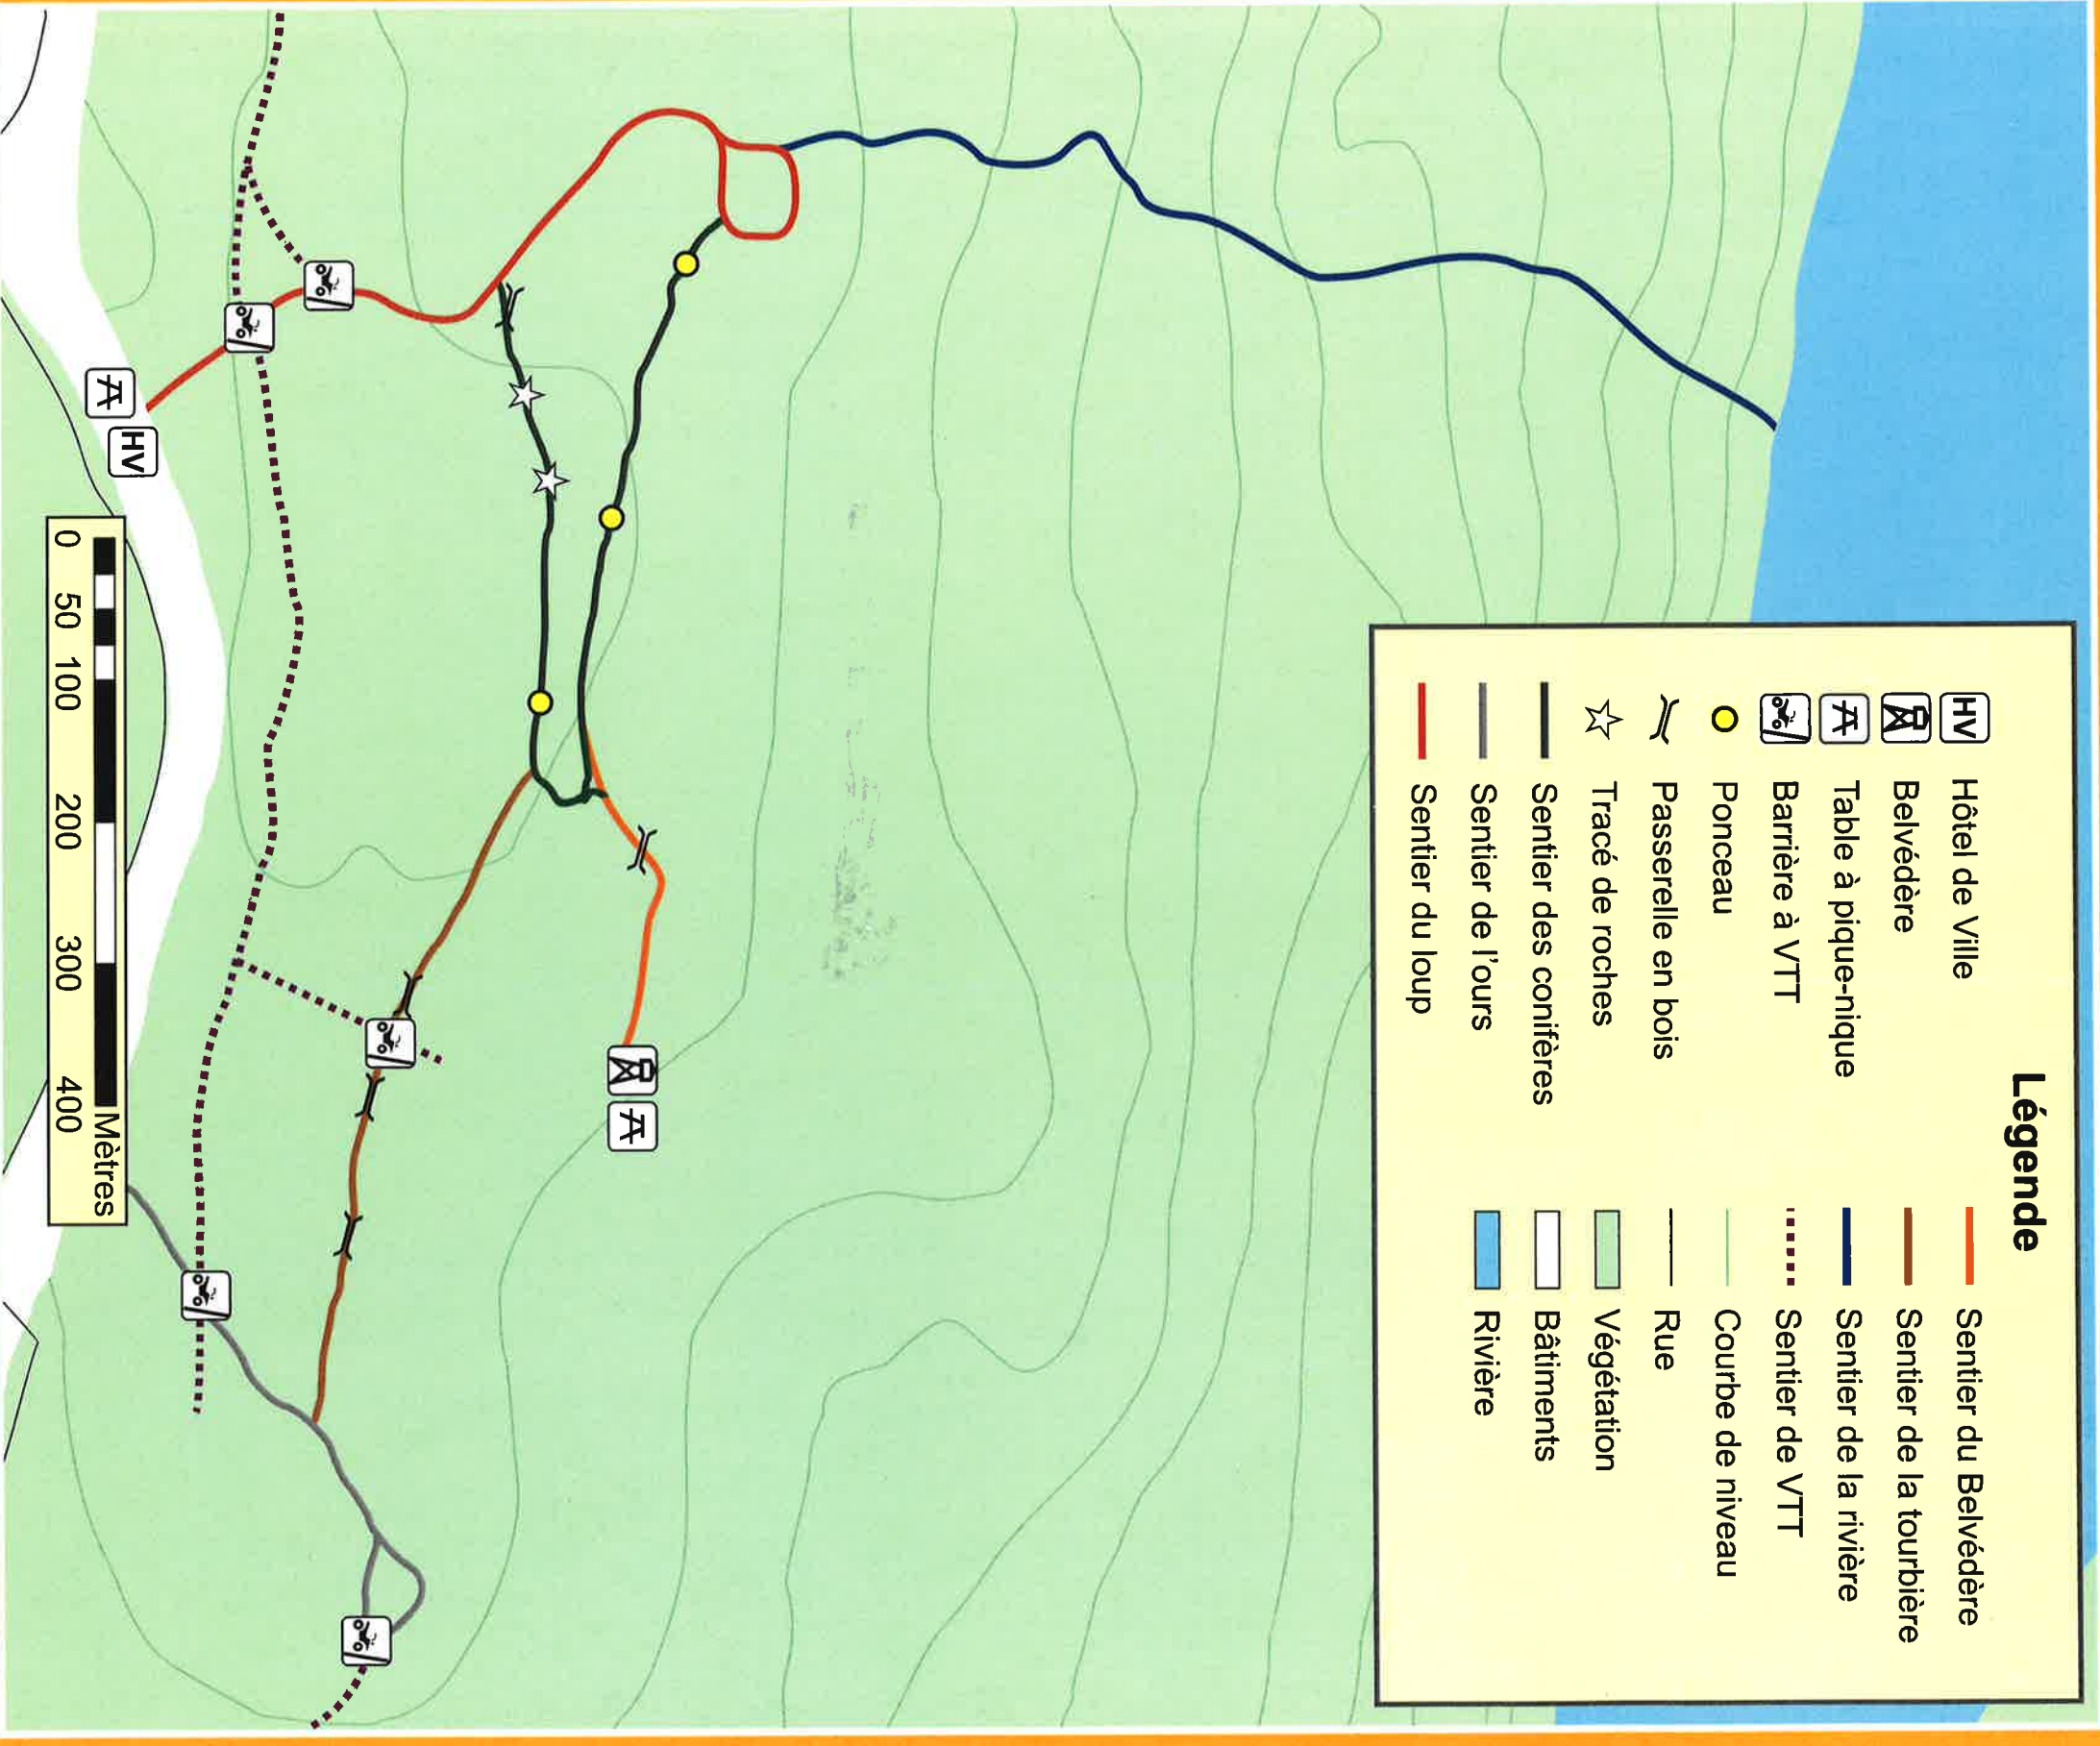 Légende
HV Hôtel de Ville
Belvédère
Table à pique-nique
Barrière à VTT
Ponceau
Passerelle en bois
Tracé de roches
Sentier des conifères
Sentier de l'ours
Sentier du loup
Sentier du Belvédère
Sentier de la tourbière
Sentier de la rivière
Sentier de VTT
Courbe de niveau
Rue
Végétation
Bâtiments
Rivière
HV
Mètres
0 50 100 200 300 400